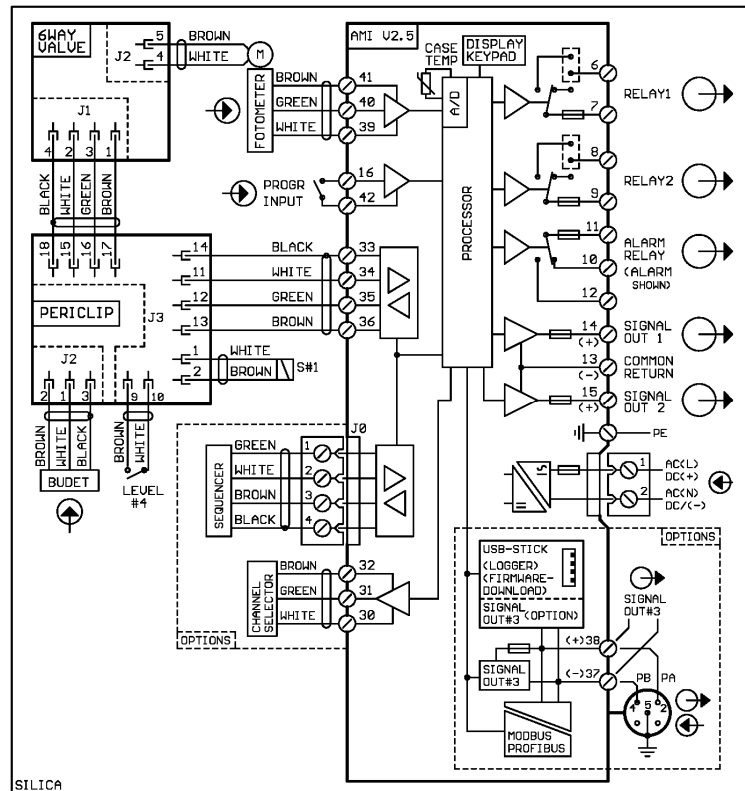 6WAY VALVE
5
BROWN
J2
4
WHITE
M
J1
4
2
3
1
BLACK
WHITE
GREEN
BROWN
18
15
16
17
PERICLIP
J3
14
BLACK
33
11
WHITE
34
12
GREEN
35
13
BROWN
36
1
WHITE
2
BROWN
S#1
J2
2
1
3
9
10
BROWN
WHITE
BLACK
BROWN
WHITE
BUDET
LEVEL #4
AMI V2.5
FOTOMETER
BROWN
41
GREEN
40
WHITE
39
PROGR INPUT
16
42
CASE TEMP
DISPLAY KEYPAD
A/D
PROCESSOR
6
7
RELAY1
8
9
RELAY2
11
10
12
ALARM RELAY
(ALARM SHOWN)
14
(+)
SIGNAL OUT 1
13
(-)
COMMON RETURN
15
(+)
SIGNAL OUT 2
PE
1
AC(L)
DC(+)
2
AC(N)
DC/(-)
J0
SEQUENCER
GREEN
1
WHITE
2
BROWN
3
BLACK
4
CHANNEL SELECTOR
BROWN
32
GREEN
31
WHITE
30
OPTIONS
OPTIONS
USB-STICK
(LOGGER)
(FIRMWARE-
DOWNLOAD)
SIGNAL
OUT#3 (OPTION)
SIGNAL
OUT#3
(+)38
SIGNAL
OUT#3
(-)37
PB
PA
4
5
2
MODBUS
PROFIBUS
SILICA